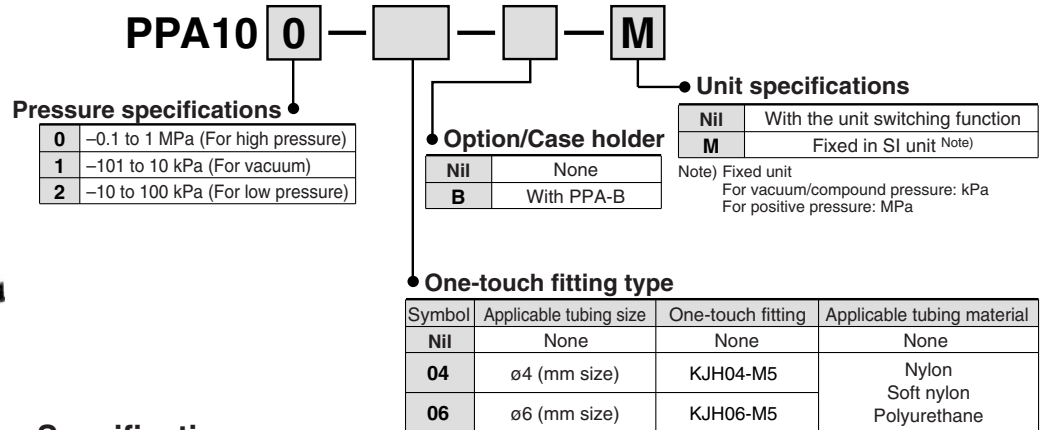 PPA10 0 — — — M
Pressure specifications
0 –0.1 to 1 MPa (For high pressure)
1 –101 to 10 kPa (For vacuum)
2 –10 to 100 kPa (For low pressure)
Option/Case holder
Nil None
B With PPA-B
Unit specifications
Nil With the unit switching function
M Fixed in SI unit Note)
Note) Fixed unit
For vacuum/compound pressure: kPa
For positive pressure: MPa
One-touch fitting type
Symbol Applicable tubing size One-touch fitting Applicable tubing material
Nil None None None
04 ø4 (mm size) KJH04-M5
06 ø6 (mm size) KJH06-M5
Nylon
Soft nylon
Polyurethane